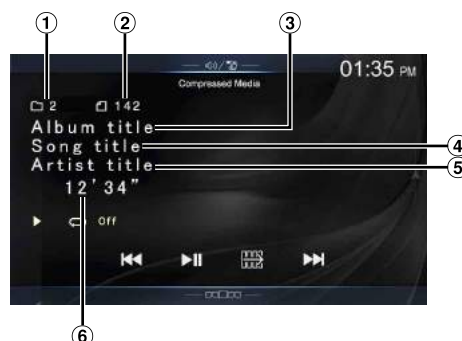 1 2 3
01:35 PM
Compressed Media
2 142
Album title
Song title 4
Artist title 5
12'34"
Off
6